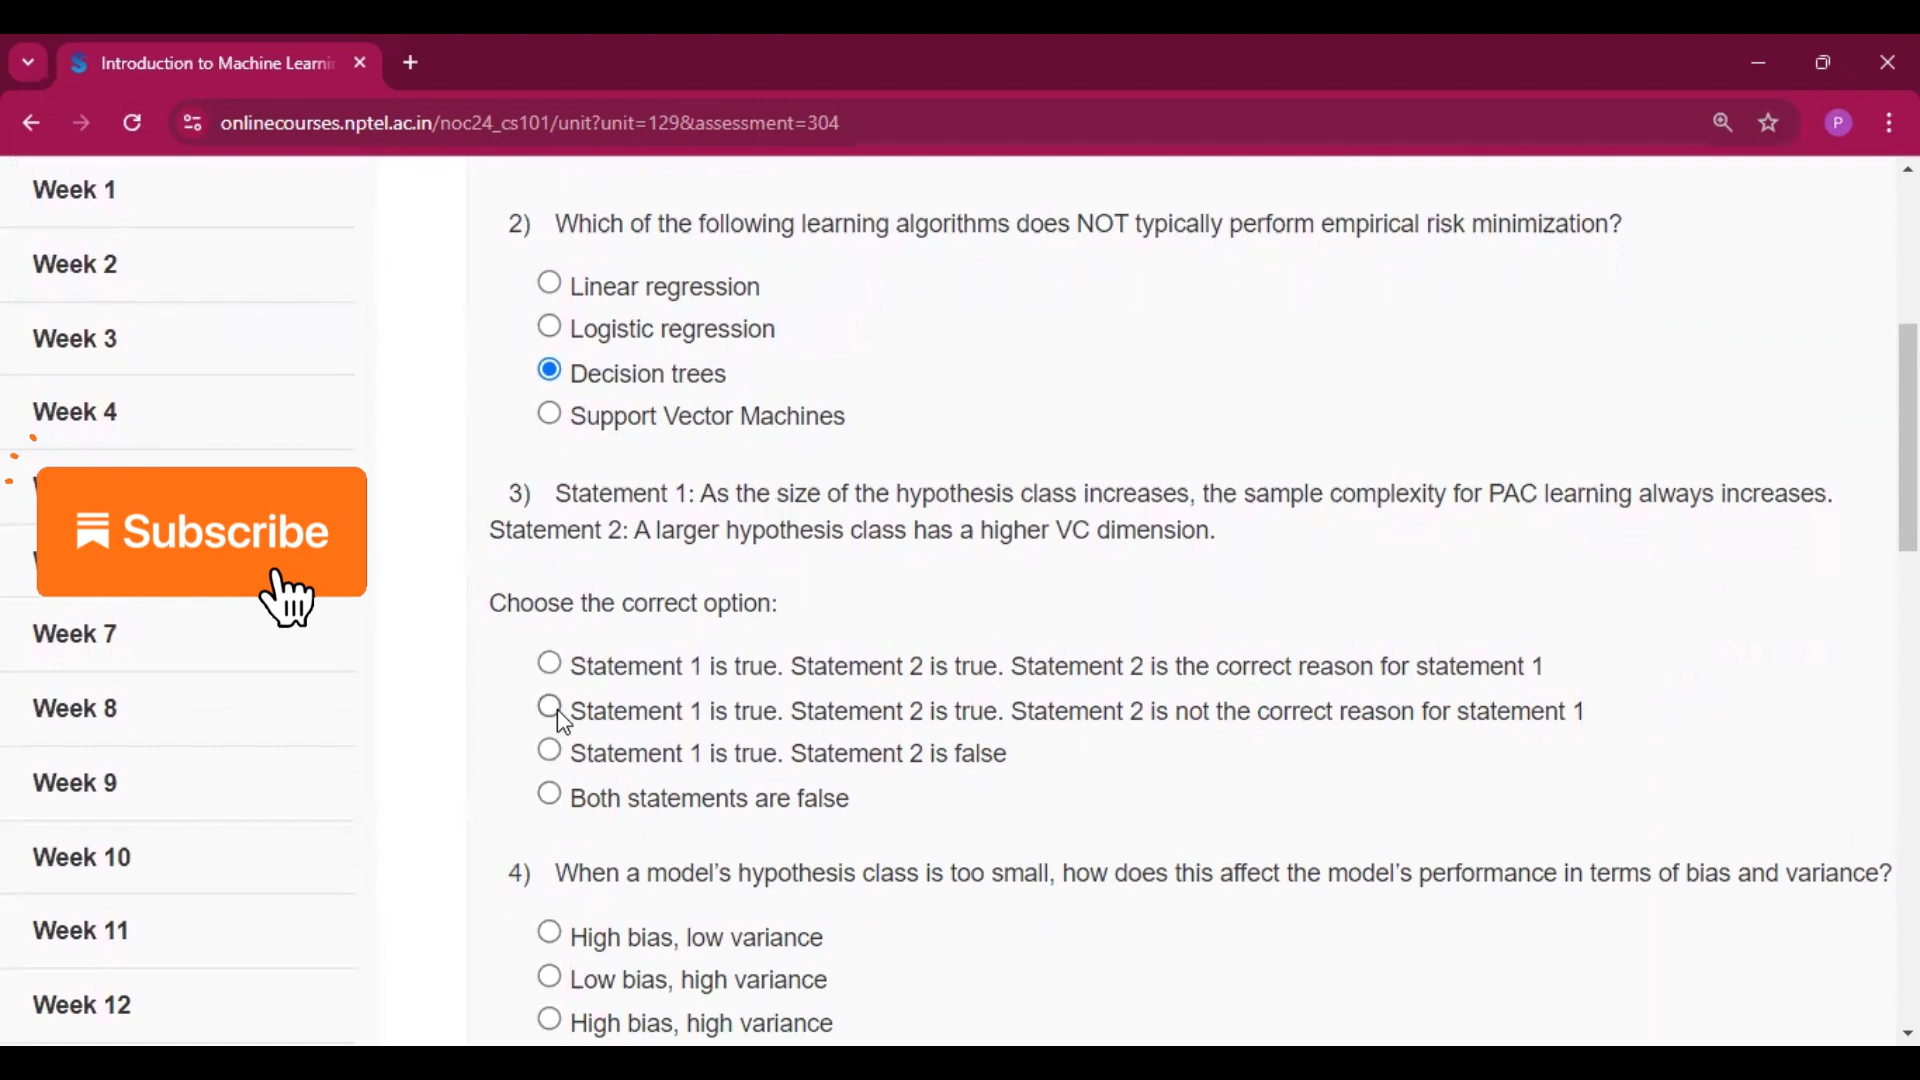 Introduction to Machine Learni
onlinecourses.nptel.ac.in/noc24_cs101/unit?unit=129&assessment=304
P
Week 1
Week 2
Week 3
Week 4
Subscribe
Week 7
Week 8
Week 9
Week 10
Week 11
Week 12
2) Which of the following learning algorithms does NOT typically perform empirical risk minimization?
Linear regression
Logistic regression
Decision trees
Support Vector Machines
3) Statement 1: As the size of the hypothesis class increases, the sample complexity for PAC learning always increases.
Statement 2: A larger hypothesis class has a higher VC dimension.
Choose the correct option:
Statement 1 is true. Statement 2 is true. Statement 2 is the correct reason for statement 1
Statement 1 is true. Statement 2 is true. Statement 2 is not the correct reason for statement 1
Statement 1 is true. Statement 2 is false
Both statements are false
4) When a model’s hypothesis class is too small, how does this affect the model’s performance in terms of bias and variance?
High bias, low variance
Low bias, high variance
High bias, high variance